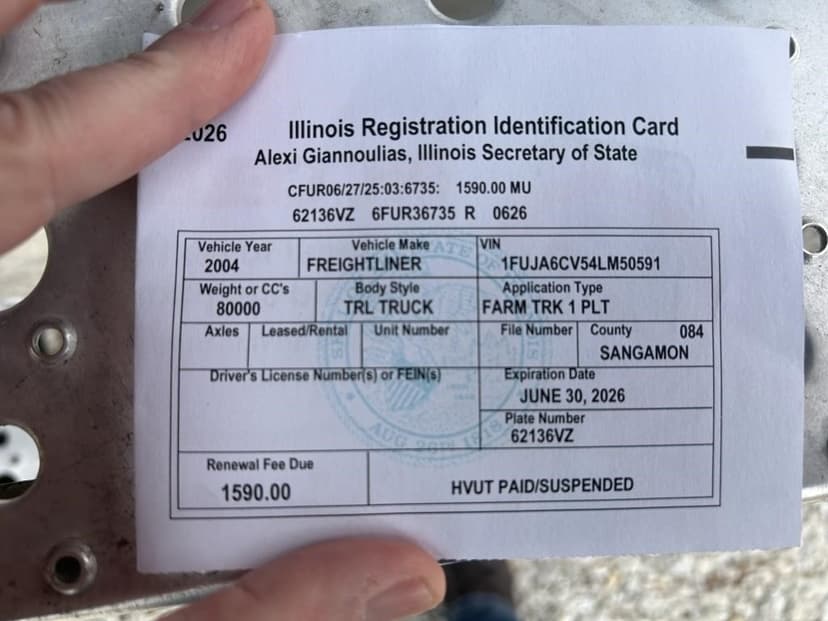 Illinois Registration Identification Card
Alexi Giannoulias, Illinois Secretary of State
CFUR06/27/25:03:6735: 1590.00 MU
62136VZ 6FUR36735 R 0626
Vehicle Year Vehicle Make VIN
2004 FREIGHTLINER 1FUJA6CV54LM50591
Weight or CC's Body Style Application Type
80000 TRL TRUCK FARM TRK 1 PLT
Axles Leased/Rental Unit Number File Number County 084
SANGAMON
Driver's License Number(s) or FEIN(s) Expiration Date
JUNE 30, 2026
Plate Number
62136VZ
Renewal Fee Due
1590.00 HVUT PAID/SUSPENDED